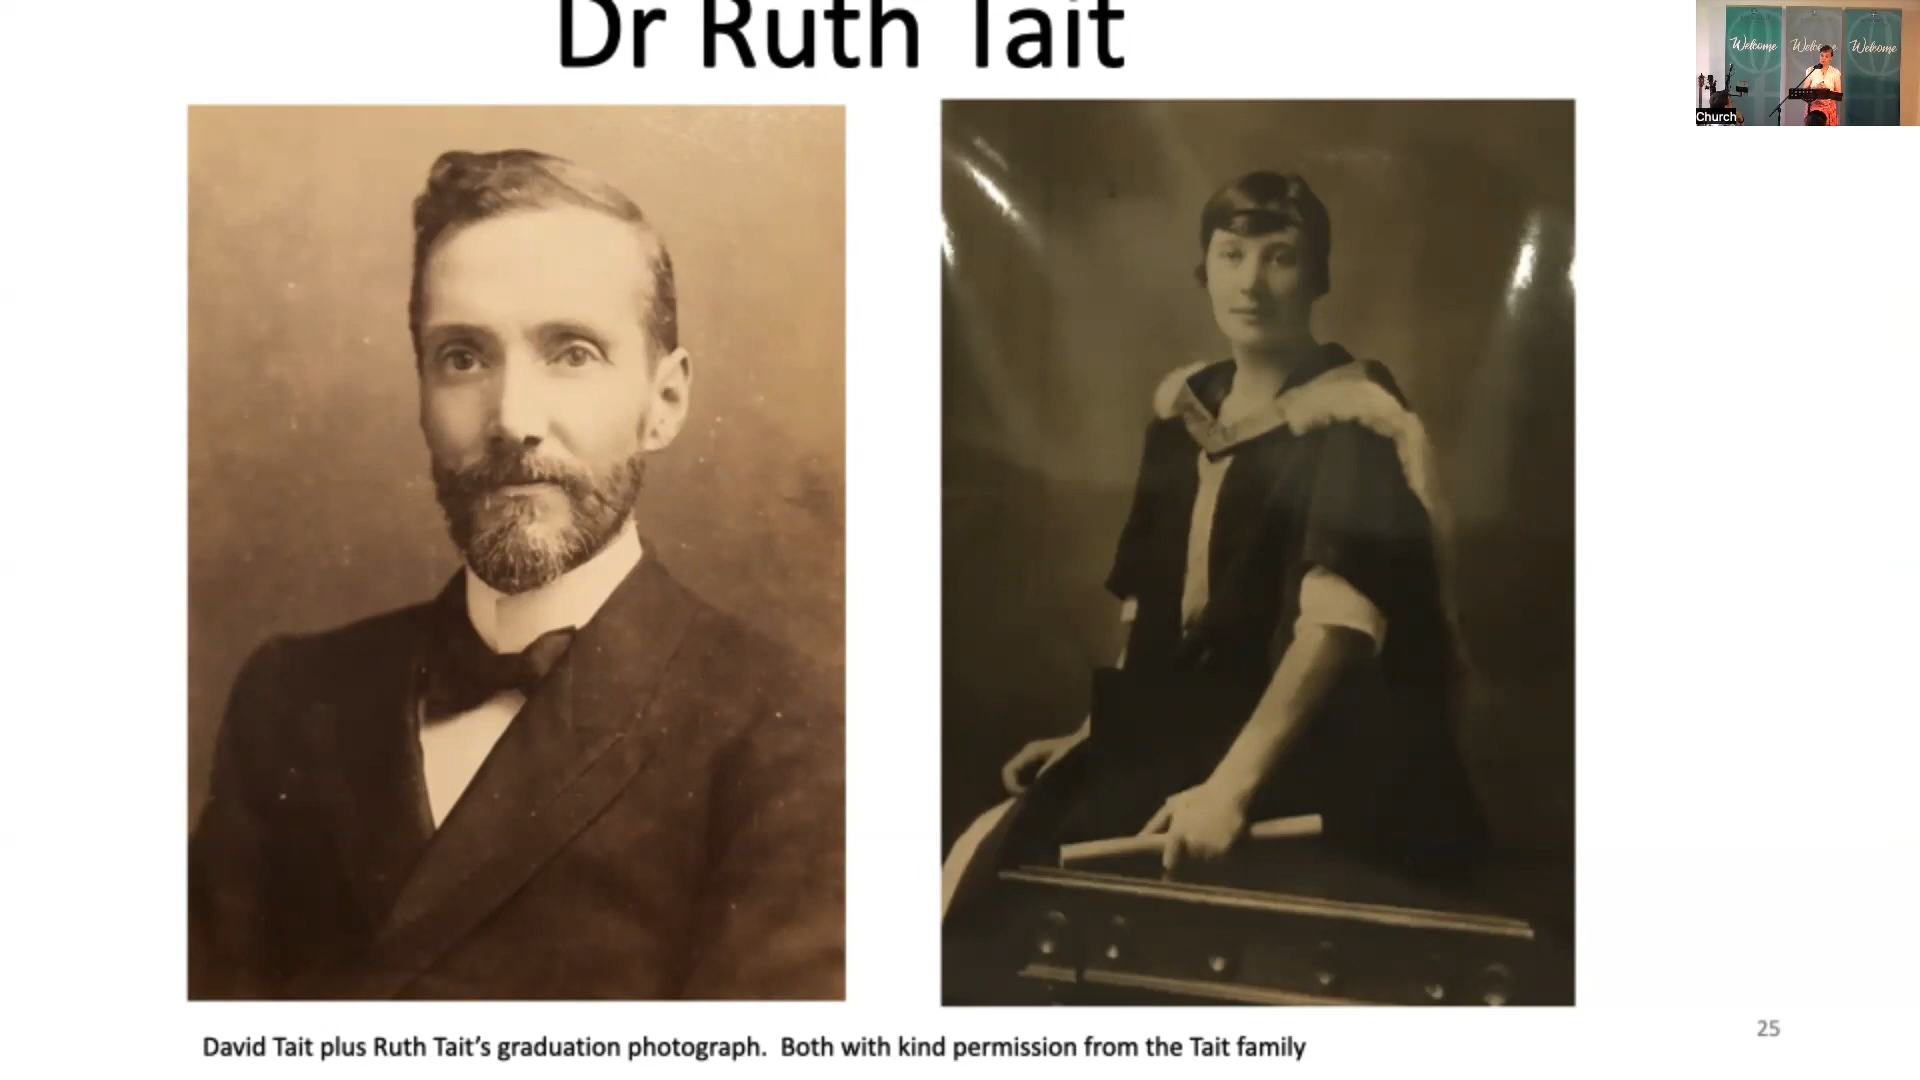 Dr Ruth Tait
Welcome
Welcome
Welcome
Church
David Tait plus Ruth Tait's graduation photograph.  Both with kind permission from the Tait family
25